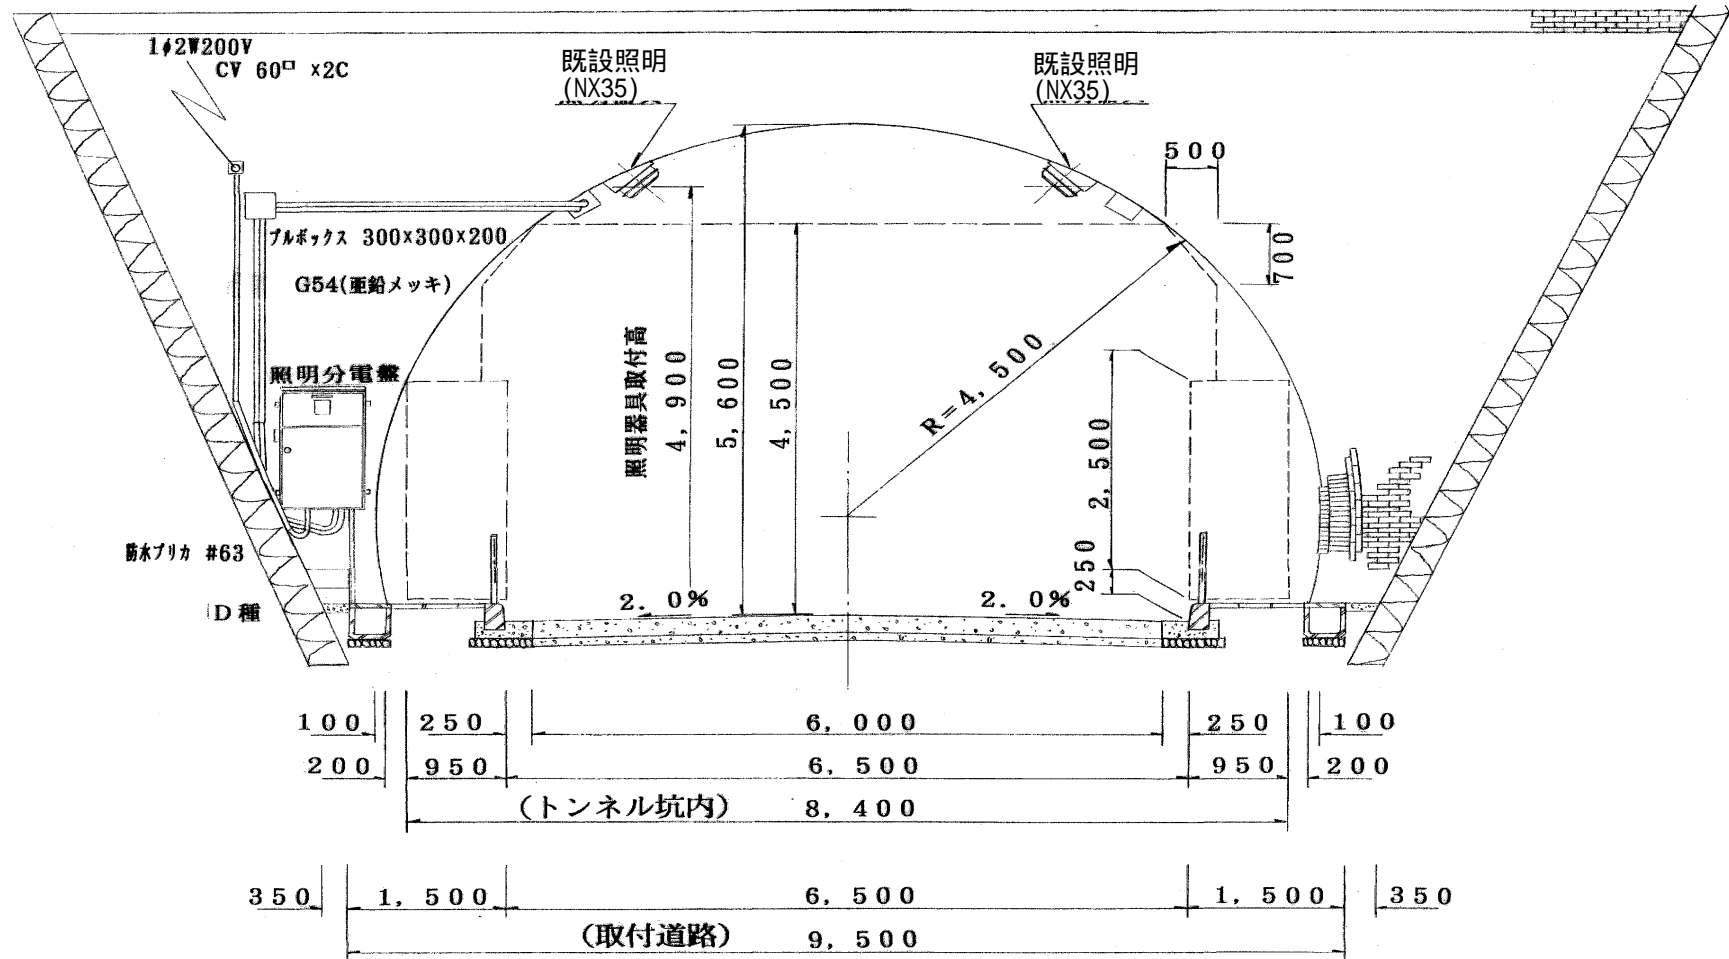 1φ2W200V
CV 60□ ×2C
既設照明
(NX35)
既設照明
(NX35)
500
700
プルボックス 300×300×200
G54(亜鉛メッキ)
照明分電盤
照明器具取付高
4,900
5,600
4,500
R=4,500
2,500
250
防水プリカ #63
D種
2.0%
2.0%
100
250
6,000
250
100
200
950
6,500
950
200
(トンネル坑内) 8,400
350
1,500
6,500
1,500
350
(取付道路) 9,500